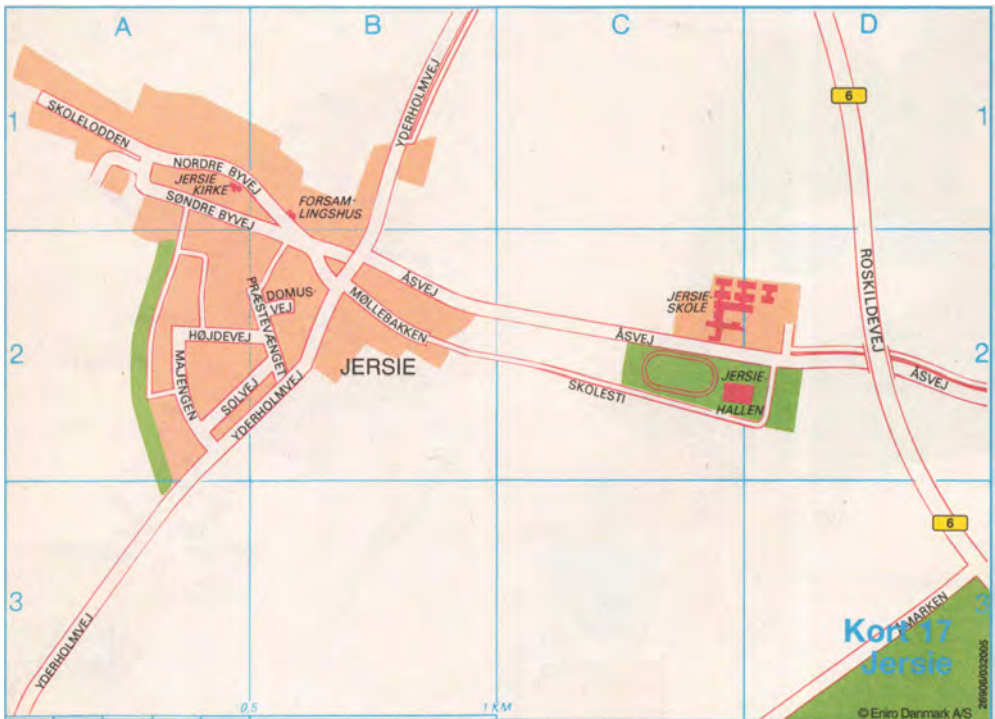 A
B
C
D
1
1
6
YDERHOLMVEJ
SKOLELODDEN
NORDRE BYVEJ
JERSIE
KIRKE
FORSAM-
LINGSHUS
SØNDRE BYVEJ
ROSKILDEVEJ
ÅSVEJ
PRÆSTEVÆNGET
DOMUS-
VEJ
MØLLEBAKKEN
JERSIE-
SKOLE
HØJDEVEJ
ÅSVEJ
2
2
MAJENGEN
JERSIE
SOLVEJ
YDERHOLMVEJ
SKOLESTI
JERSIE-
HALLEN
ÅSVEJ
6
3
3
YDERHOLMVEJ
MARKEN
Kort 17
Jersie
26906/032005
0.5
1 KM
© Eniro Danmark A/S